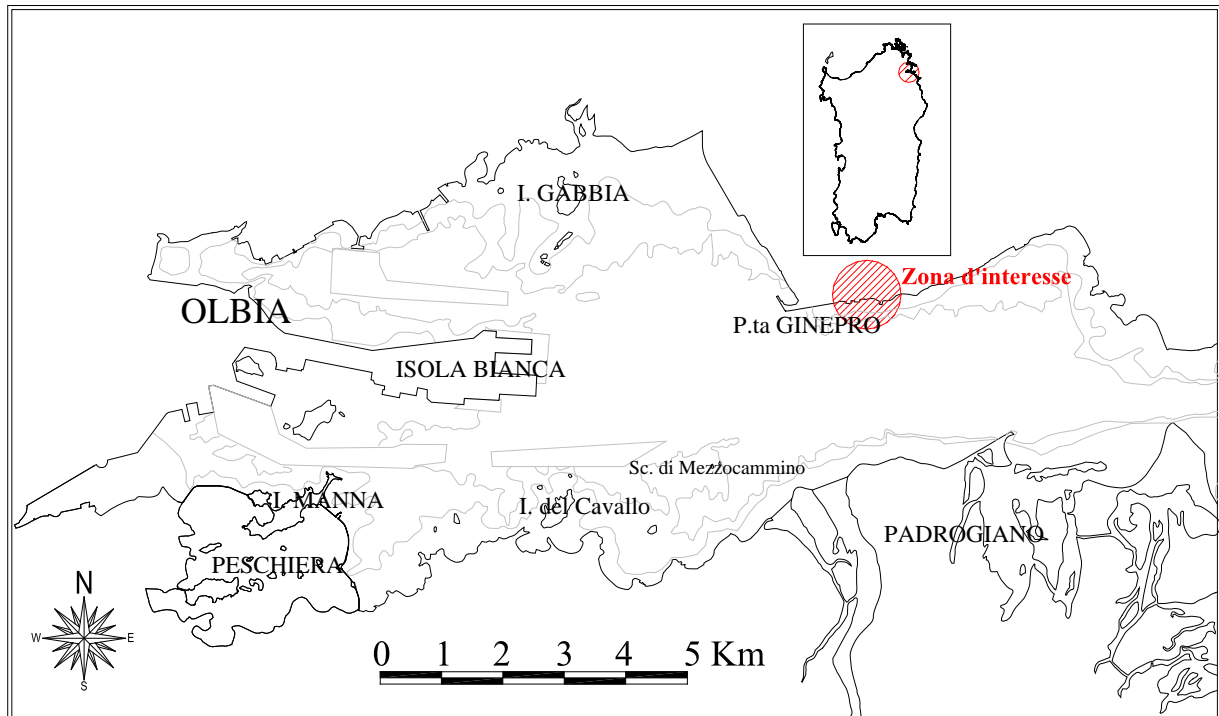 I. GABBIA
Zona d'interesse
OLBIA
P.ta GINEPRO
ISOLA BIANCA
Sc. di Mezzocammino
I. MANNA
I. del Cavallo
PADROGIANO
PESCHIERA
N
W E
S
0 1 2 3 4 5 Km